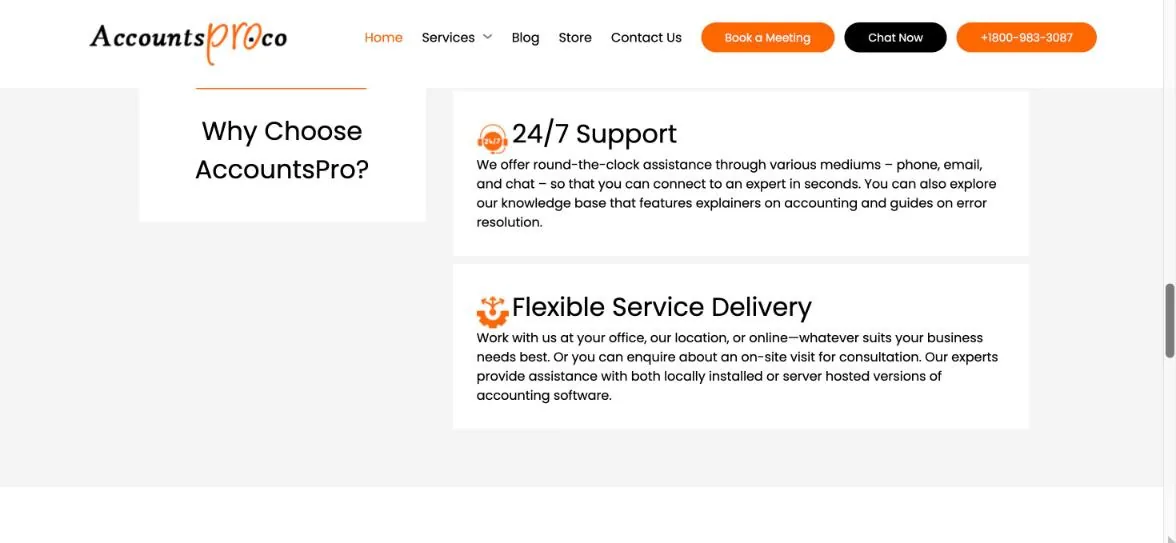 Accountsproco
Home Services Blog Store Contact Us Book a Meeting Chat Now +1800-983-3087
Why Choose
AccountsPro?
24/7 24/7 Support
We offer round-the-clock assistance through various mediums – phone, email,
and chat – so that you can connect to an expert in seconds. You can also explore
our knowledge base that features explainers on accounting and guides on error
resolution.
Flexible Service Delivery
Work with us at your office, our location, or online—whatever suits your business
needs best. Or you can enquire about an on-site visit for consultation. Our experts
provide assistance with both locally installed or server hosted versions of
accounting software.